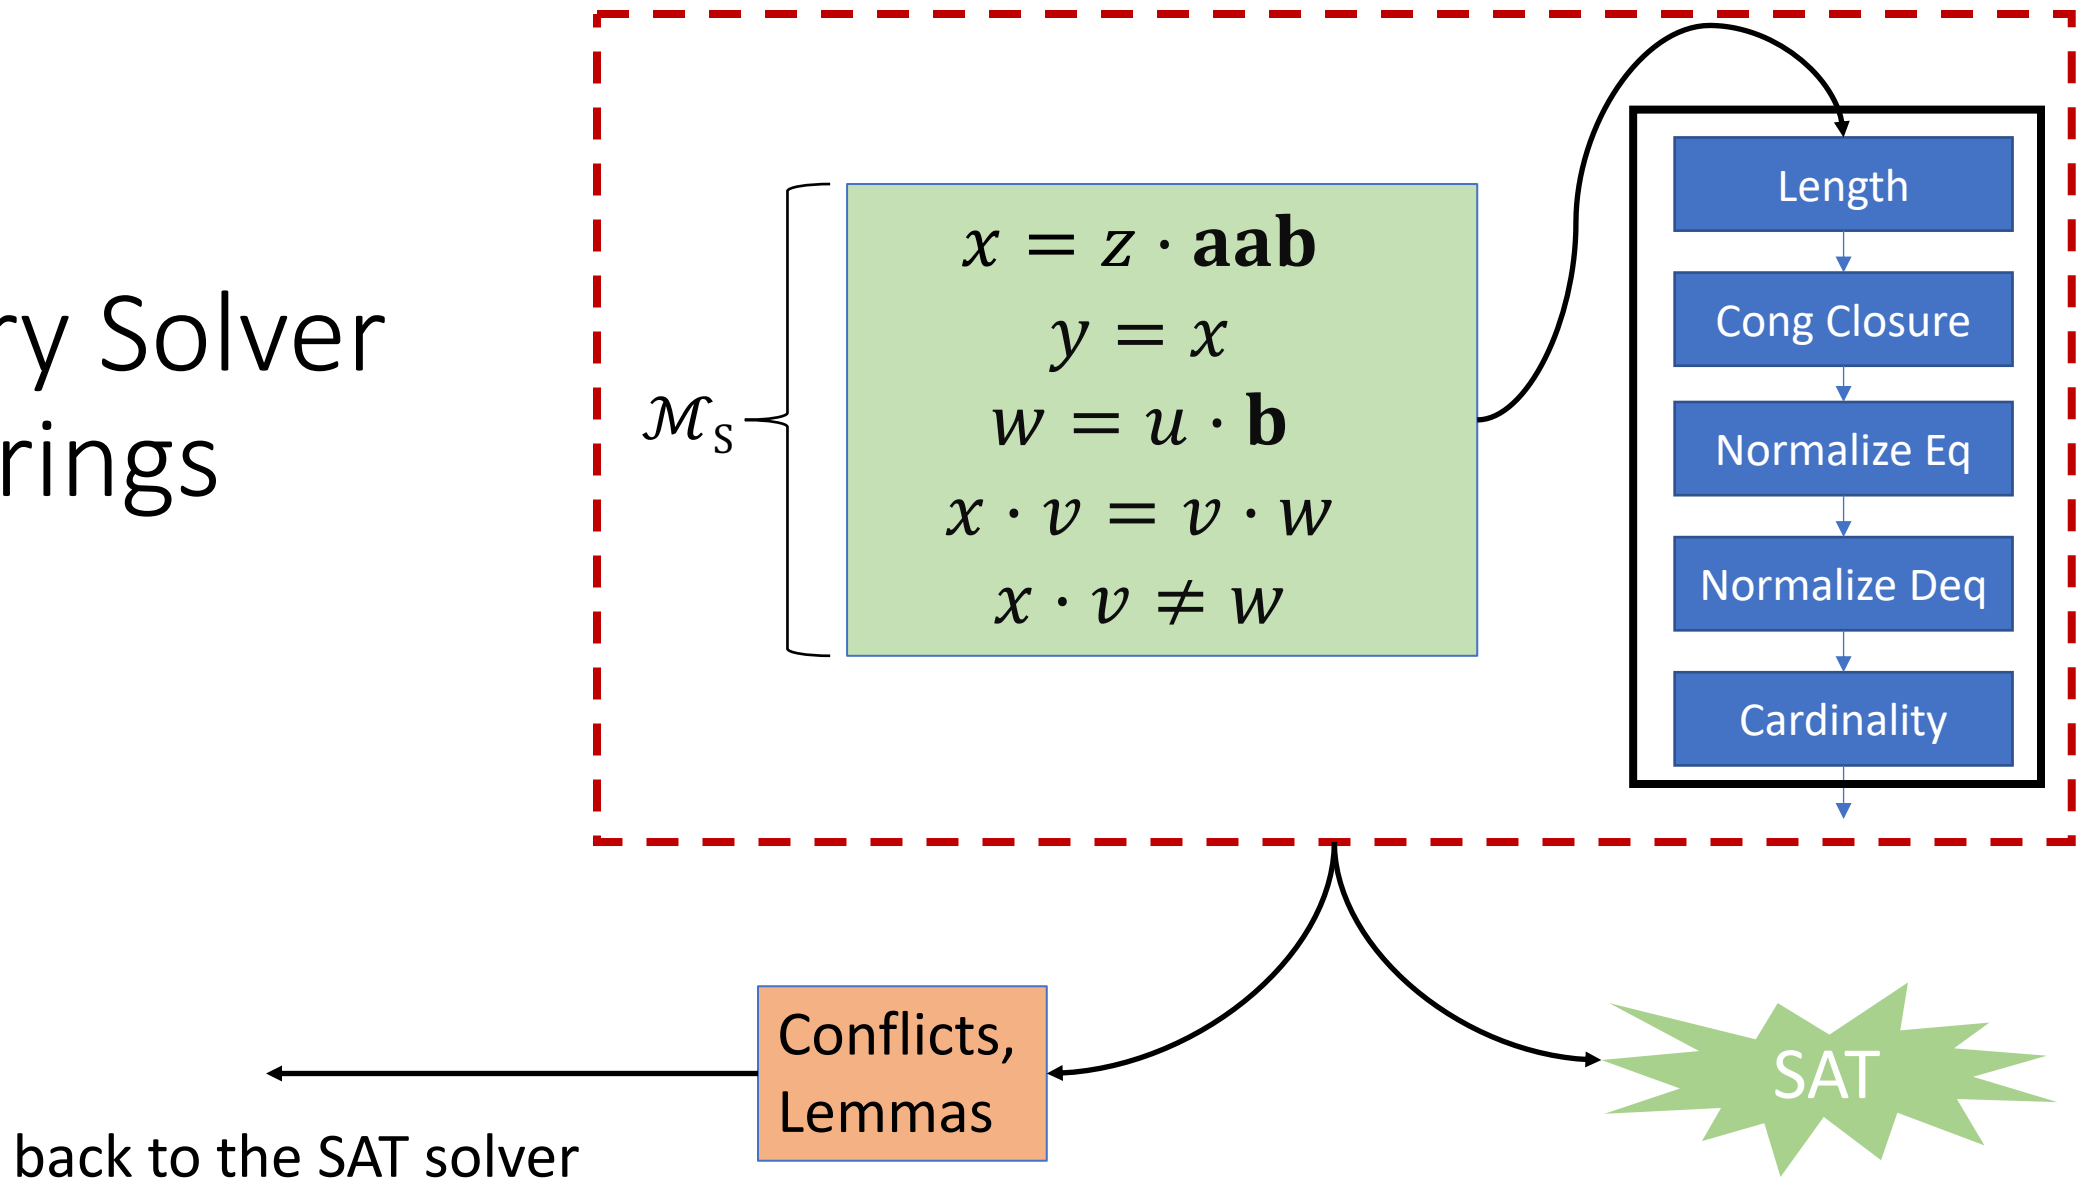 ry Solver
rings
ℳS
x = z · aab
y = x
w = u · b
x · v = v · w
x · v ≠ w
Length
Cong Closure
Normalize Eq
Normalize Deq
Cardinality
Conflicts,
Lemmas
SAT
back to the SAT solver